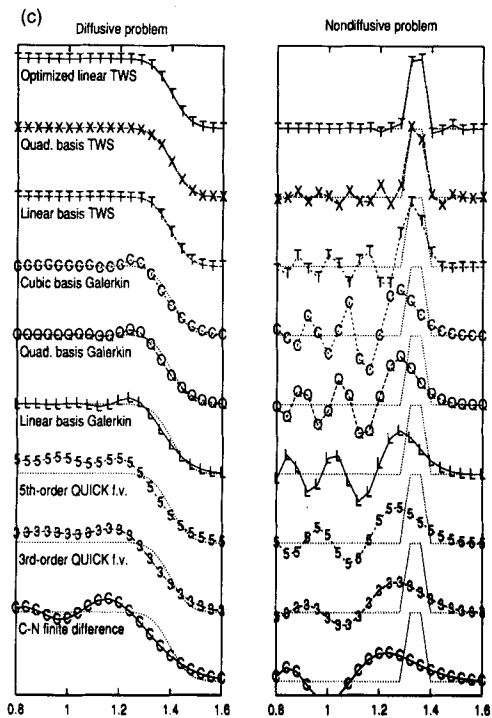 (c)
Diffusive problem
Nondiffusive problem
Optimized linear TWS
Quad. basis TWS
Linear basis TWS
Cubic basis Galerkin
Quad. basis Galerkin
Linear basis Galerkin
5th-order QUICK f.v.
3rd-order QUICK f.v.
C-N finite difference
0.8 1 1.2 1.4 1.6
0.8 1 1.2 1.4 1.6